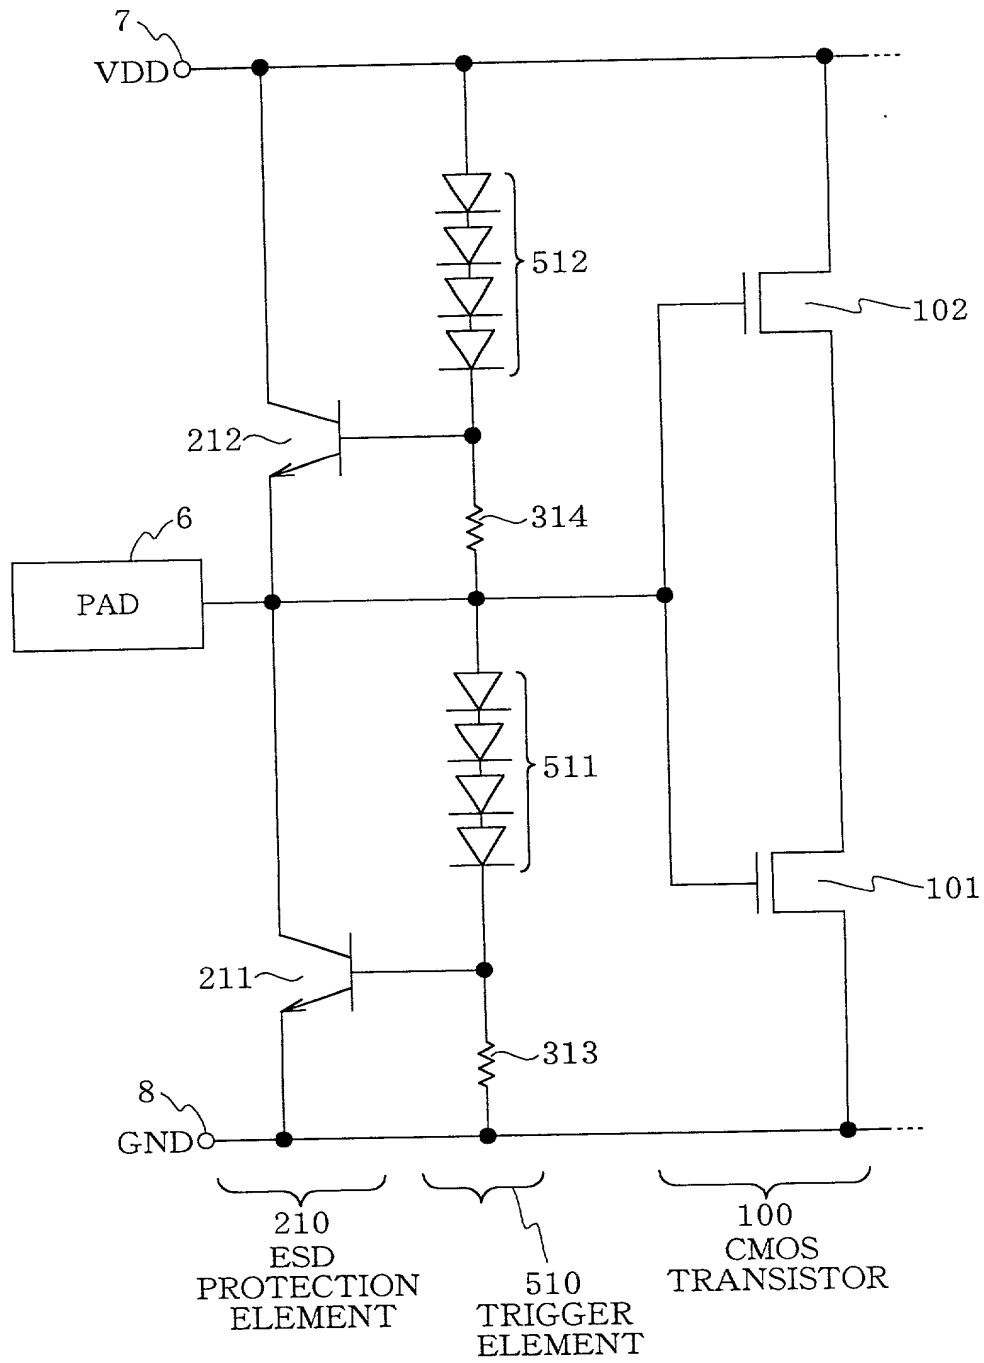 7
VDD
512
102
212
314
6
PAD
511
101
211
313
8
GND
210
ESD
PROTECTION
ELEMENT
510
TRIGGER
ELEMENT
100
CMOS
TRANSISTOR